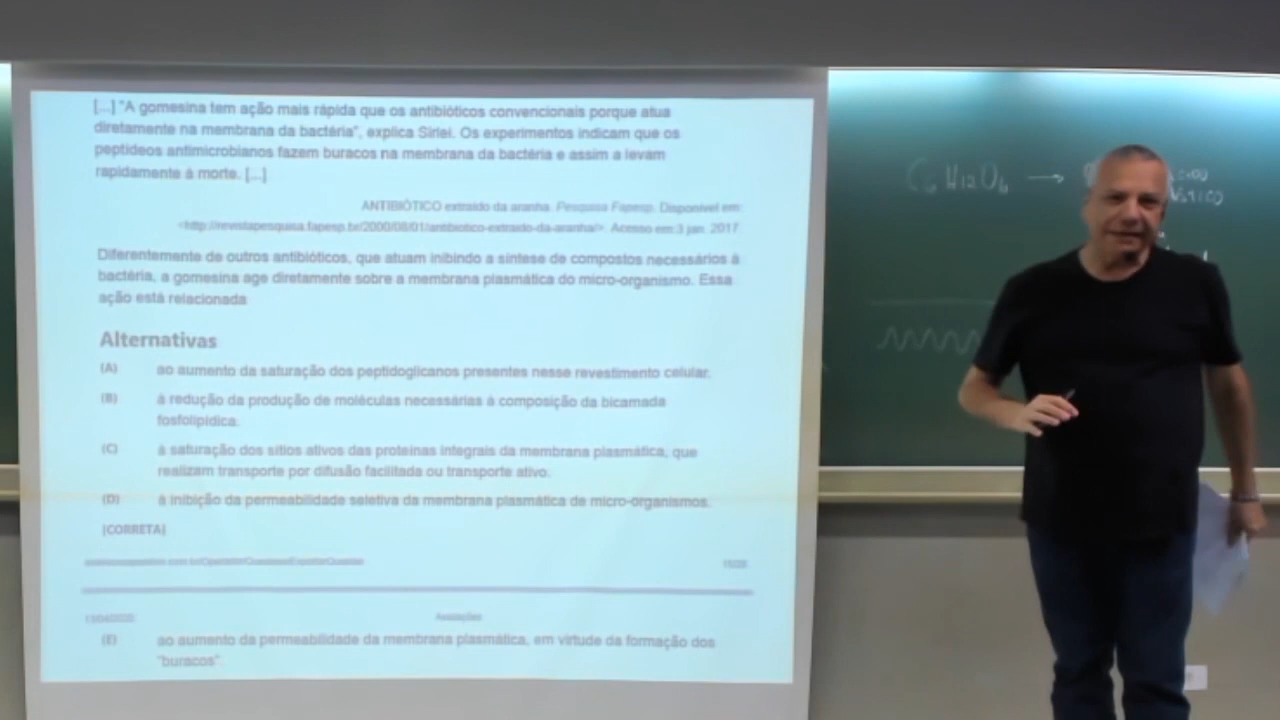 [...] "A gomesina tem ação mais rápida que os antibióticos convencionais porque atua
diretamente na membrana da bactéria", explica Sirlei. Os experimentos indicam que os
peptídeos antimicrobianos fazem buracos na membrana da bactéria e assim a levam
rapidamente à morte. [...]
ANTIBIÓTICO extraído da aranha. Pesquisa Fapesp. Disponível em:
<http://revistapesquisa.fapesp.br/2000/08/01/antibiotico-extraido-da-aranha/>. Acesso em:3 jan. 2017
Diferentemente de outros antibióticos, que atuam inibindo a síntese de compostos necessários à
bactéria, a gomesina age diretamente sobre a membrana plasmática do micro-organismo. Essa
ação está relacionada
Alternativas
(A) ao aumento da saturação dos peptidoglicanos presentes nesse revestimento celular.
(B) à redução da produção de moléculas necessárias à composição da bicamada
fosfolipídica.
(C) à saturação dos sítios ativos das proteínas integrais da membrana plasmática, que
realizam transporte por difusão facilitada ou transporte ativo.
(D) à inibição da permeabilidade seletiva da membrana plasmática de micro-organismos.
[CORRETA]
15/28
Avaliações
(E) ao aumento da permeabilidade da membrana plasmática, em virtude da formação dos
"buracos".
C6H12O6 →